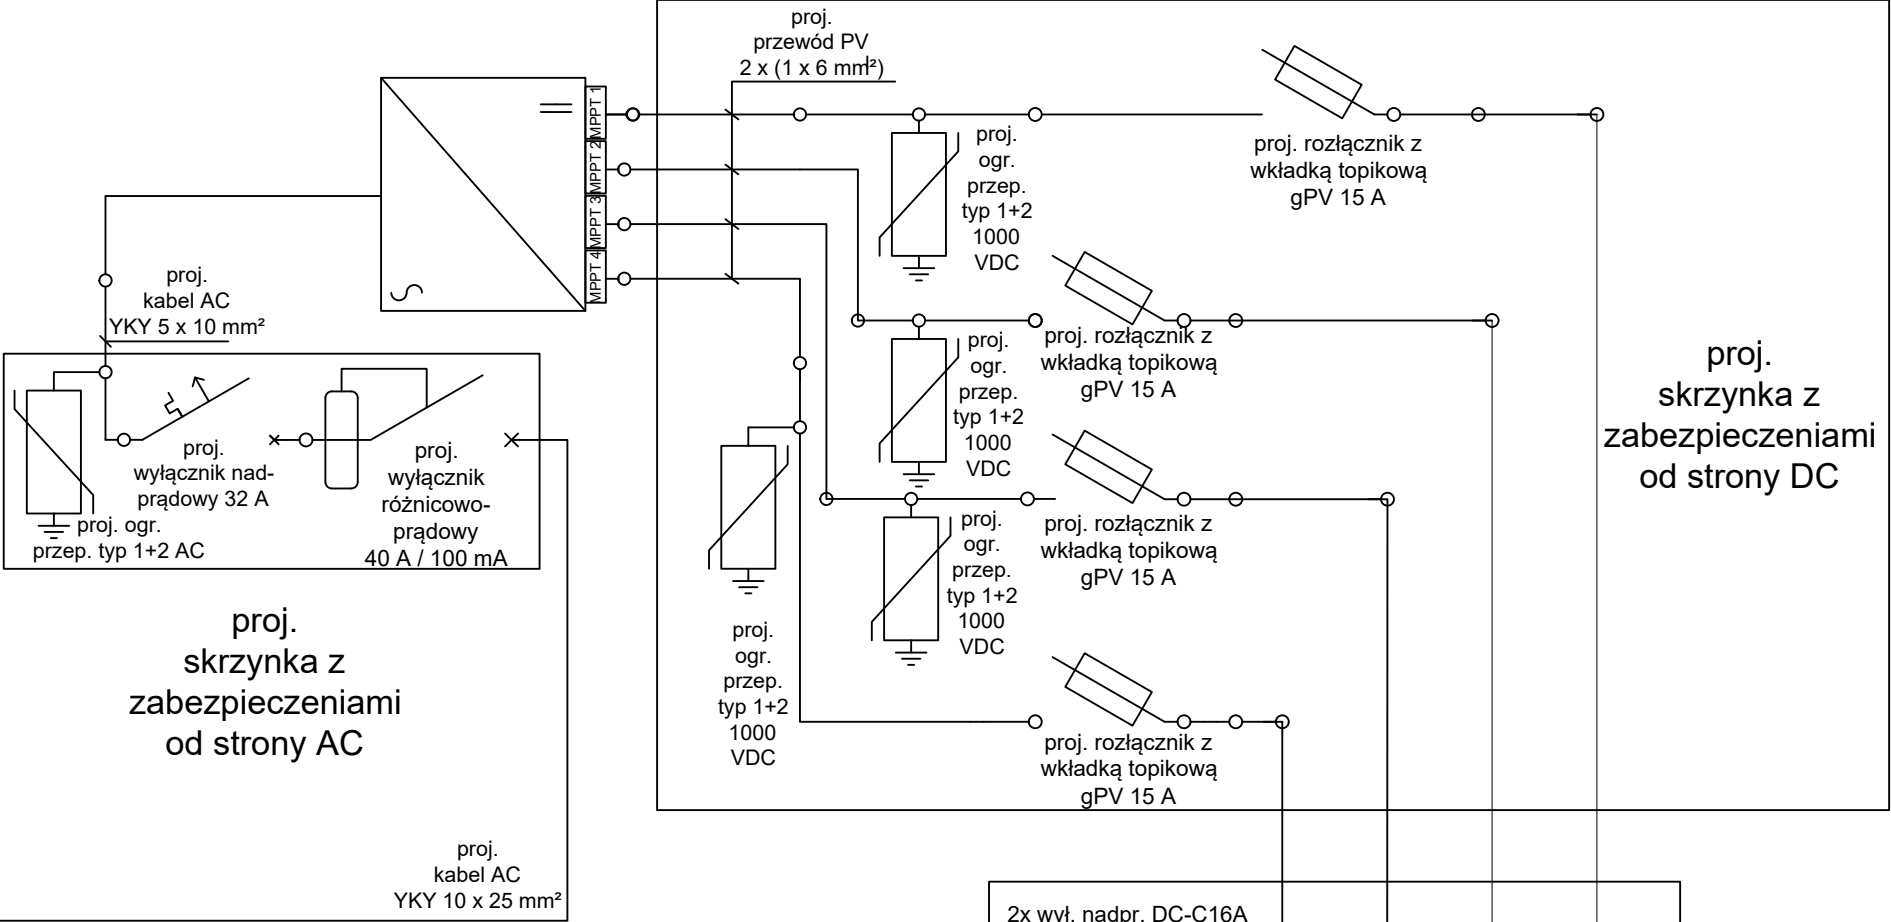 proj.
przewód PV
2 x (1 x 6 mm²)
MPPT 1
MPPT 2
MPPT 3
MPPT 4
proj.
ogr.
przep.
typ 1+2
1000
VDC
proj. rozłącznik z
wkładką topikową
gPV 15 A
proj.
kabel AC
YKY 5 x 10 mm²
proj.
ogr.
przep.
typ 1+2
1000
VDC
proj. rozłącznik z
wkładką topikową
gPV 15 A
proj.
skrzynka z
zabezpieczeniami
od strony DC
proj.
wyłącznik nad-
prądowy 32 A
proj.
wyłącznik
różnicowo-
prądowy
40 A / 100 mA
proj. ogr.
przep. typ 1+2 AC
proj.
ogr.
przep.
typ 1+2
1000
VDC
proj. rozłącznik z
wkładką topikową
gPV 15 A
proj.
skrzynka z
zabezpieczeniami
od strony AC
proj.
ogr.
przep.
typ 1+2
1000
VDC
proj. rozłącznik z
wkładką topikową
gPV 15 A
proj.
kabel AC
YKY 10 x 25 mm²
2x wył. nadpr. DC-C16A